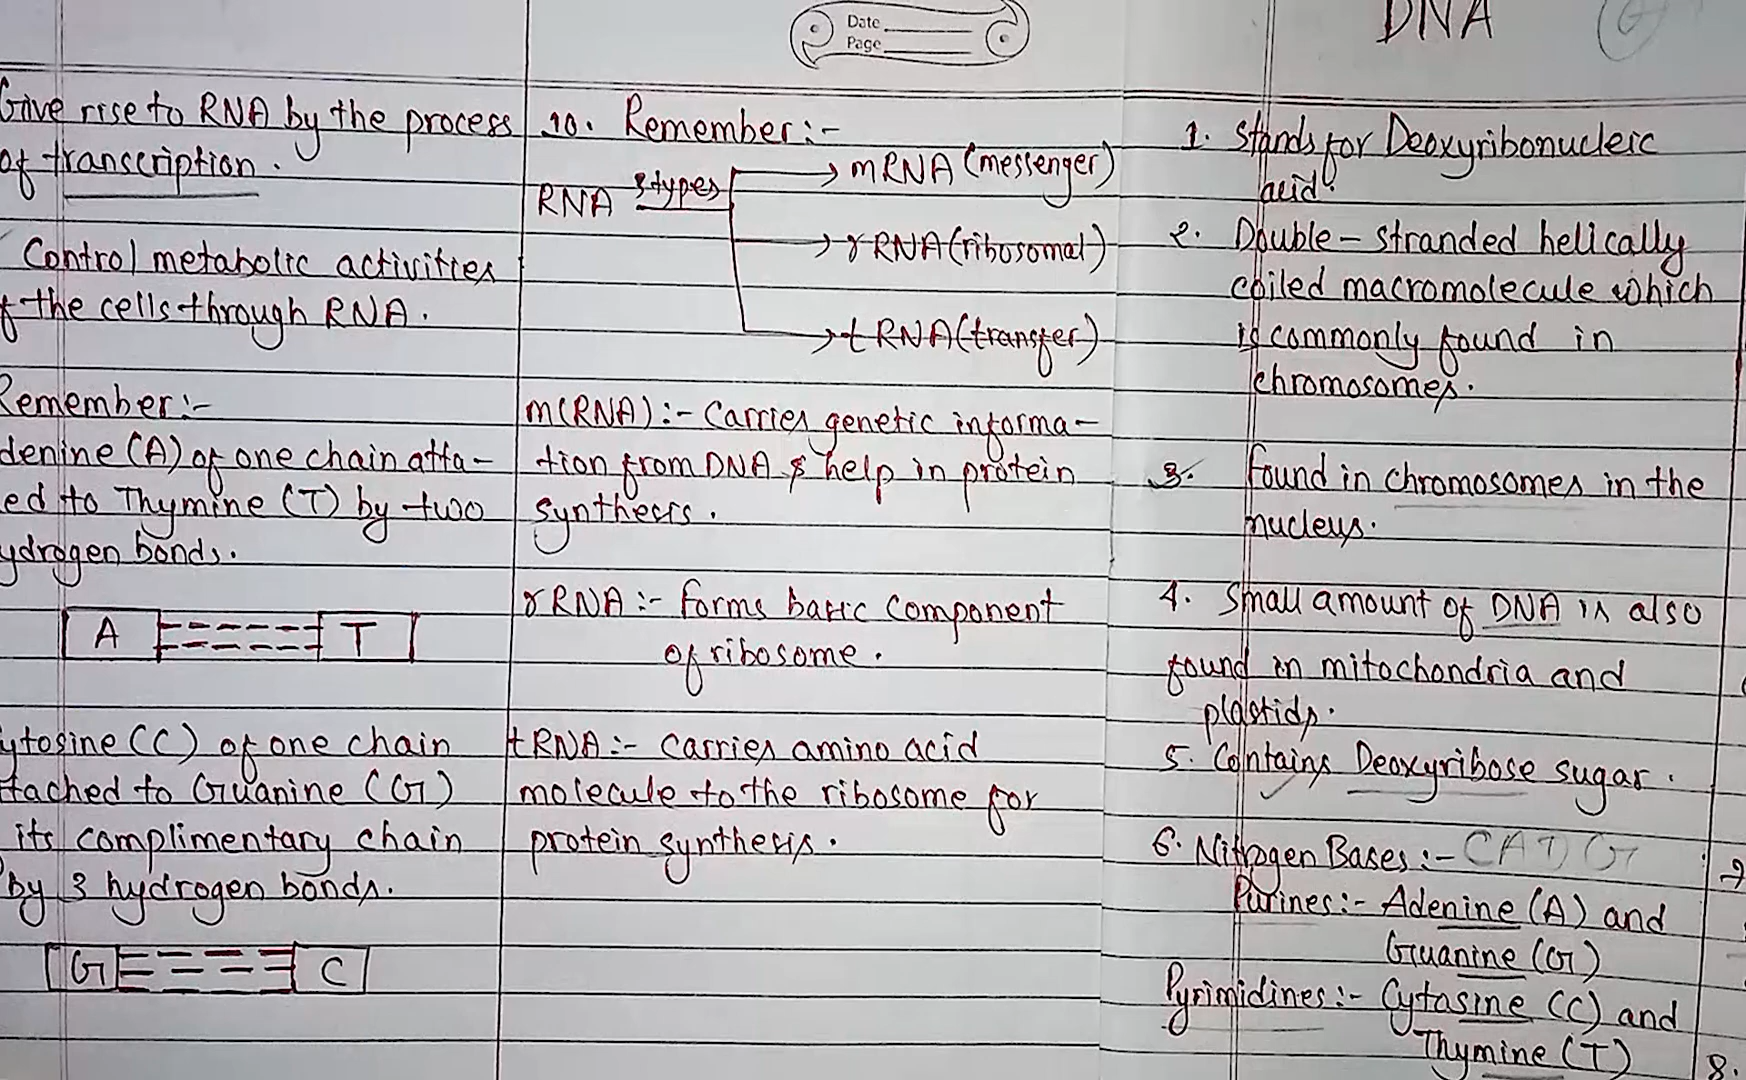 Date
Page
DNA
Give rise to RNA by the process
of transcription.
Control metabolic activities
the cells through RNA.
Remember:-
denine (A) of one chain atta-
ed to Thymine (T) by two
ydrogen bonds.
A T
ytosine (C) of one chain
tached to Guanine (G)
its complimentary chain
by 3 hydrogen bonds.
G C
10. Remember:-
RNA 3 types
mRNA (messenger)
rRNA (ribosomal)
tRNA (transfer)
m(RNA) :- Carries genetic informa-
tion from DNA & help in protein
synthesis.
rRNA :- forms basic component
of ribosome.
tRNA :- carries amino acid
molecule to the ribosome for
protein synthesis.
1. Stands for Deoxyribonucleic
acid.
2. Double-stranded helically
coiled macromolecule which
is commonly found in
chromosomes.
3. found in chromosomes in the
nucleus.
4. Small amount of DNA is also
found in mitochondria and
plastids.
5. Contains Deoxyribose sugar.
6. Nitrogen Bases :-
Purines :- Adenine (A) and
Guanine (G)
Pyrimidines :- Cytosine (C) and
Thymine (T)
8.